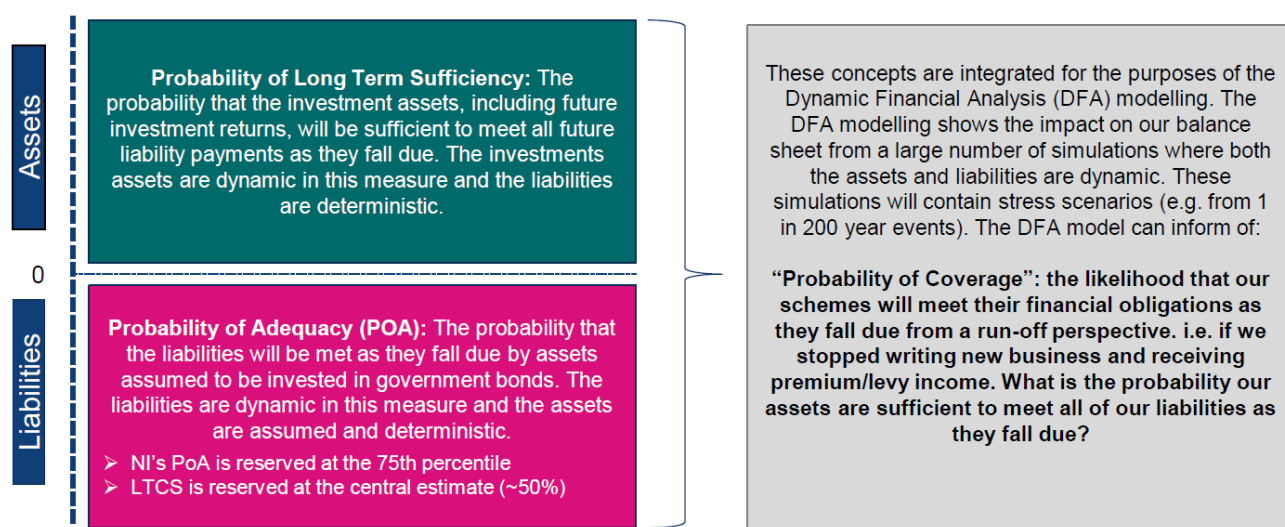 Assets
Probability of Long Term Sufficiency: The
probability that the investment assets, including future
investment returns, will be sufficient to meet all future
liability payments as they fall due. The investments
assets are dynamic in this measure and the liabilities
are deterministic.
0
Liabilities
Probability of Adequacy (POA): The probability that
the liabilities will be met as they fall due by assets
assumed to be invested in government bonds. The
liabilities are dynamic in this measure and the assets
are assumed and deterministic.
➢ NI's PoA is reserved at the 75th percentile
➢ LTCS is reserved at the central estimate (~50%)
These concepts are integrated for the purposes of the
Dynamic Financial Analysis (DFA) modelling. The
DFA modelling shows the impact on our balance
sheet from a large number of simulations where both
the assets and liabilities are dynamic. These
simulations will contain stress scenarios (e.g. from 1
in 200 year events). The DFA model can inform of:
“Probability of Coverage”: the likelihood that our
schemes will meet their financial obligations as
they fall due from a run-off perspective. i.e. if we
stopped writing new business and receiving
premium/levy income. What is the probability our
assets are sufficient to meet all of our liabilities as
they fall due?